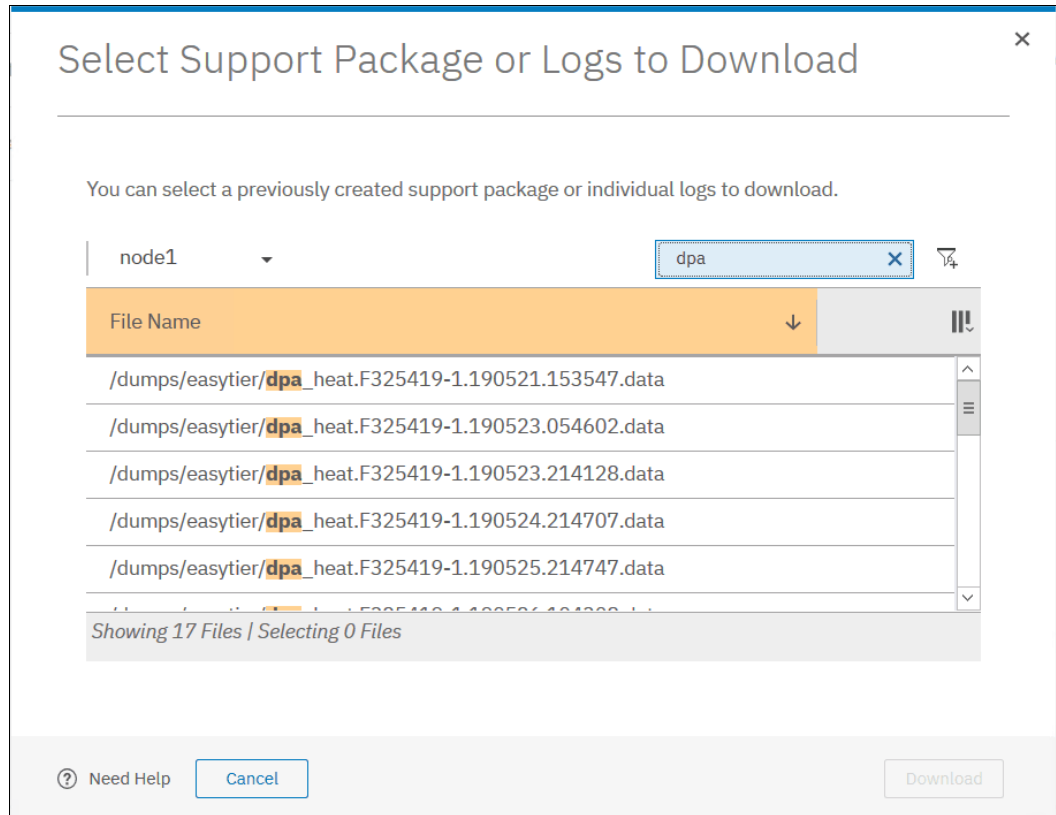 Select Support Package or Logs to Download
You can select a previously created support package or individual logs to download.
node1
dpa
File Name
/dumps/easytier/dpa_heat.F325419-1.190521.153547.data
/dumps/easytier/dpa_heat.F325419-1.190523.054602.data
/dumps/easytier/dpa_heat.F325419-1.190523.214128.data
/dumps/easytier/dpa_heat.F325419-1.190524.214707.data
/dumps/easytier/dpa_heat.F325419-1.190525.214747.data
Showing 17 Files | Selecting 0 Files
Need Help
Cancel
Download